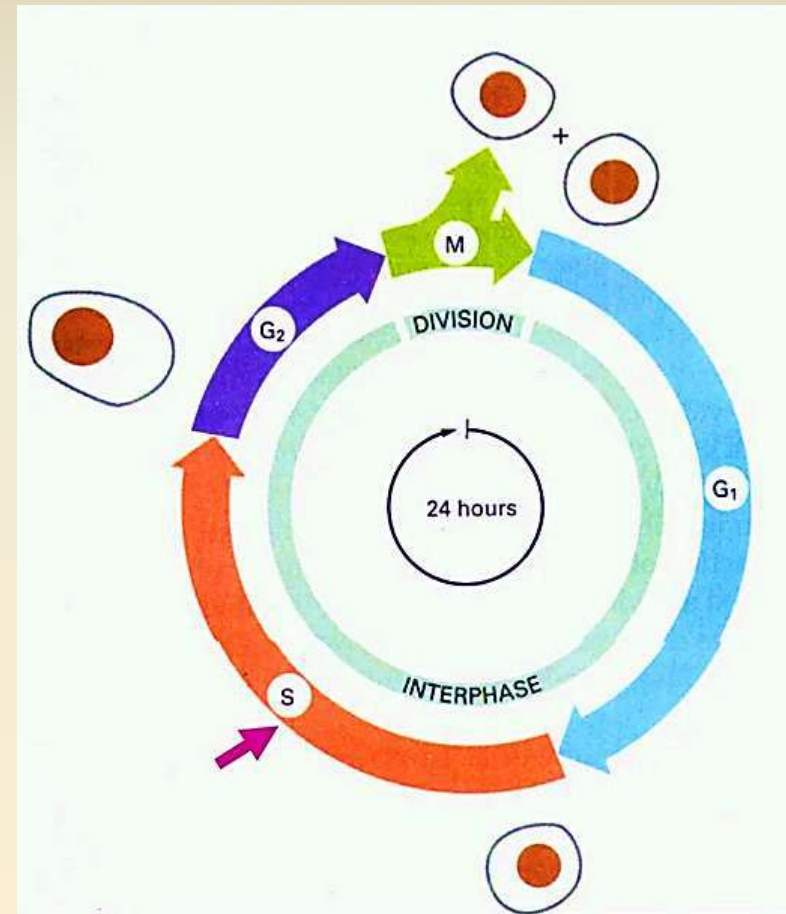 +
M
G₂
DIVISION
G₁
24 hours
INTERPHASE
S